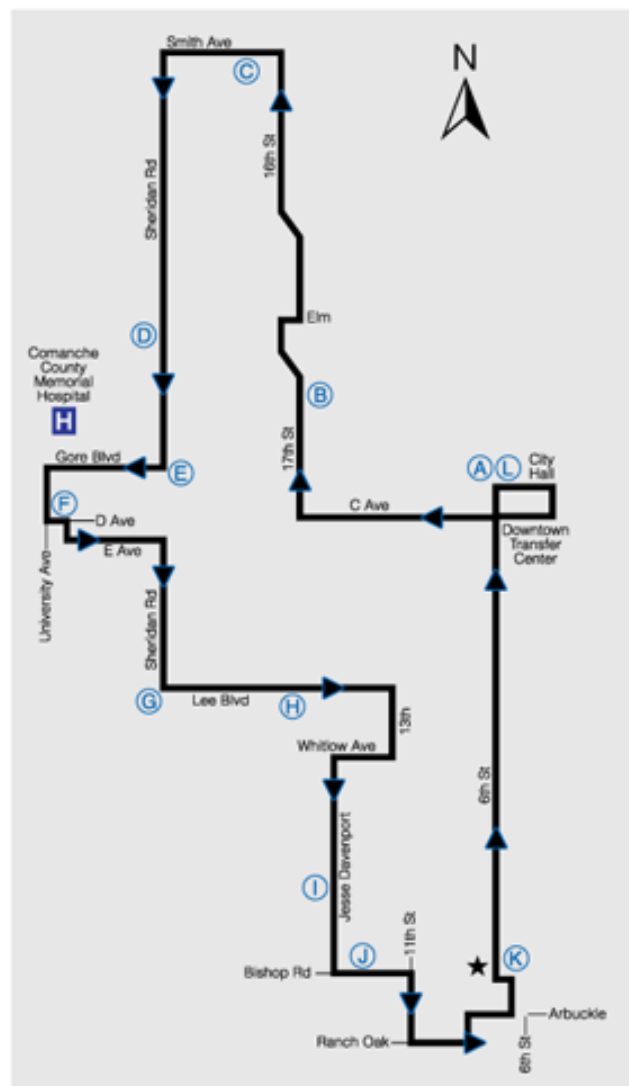 Smith Ave
C
N
16th St
Sheridan Rd
Elm
D
Comanche
County
Memorial
Hospital
H
B
17th St
Gore Blvd
E
A L
City
Hall
C Ave
F
D Ave
E Ave
Downtown
Transfer
Center
University Ave
Sheridan Rd
G
Lee Blvd
H
13th
Whitlow Ave
6th St
Jesse Davenport
I
11th St
J
K
Bishop Rd
Arbuckle
Ranch Oak
6th St